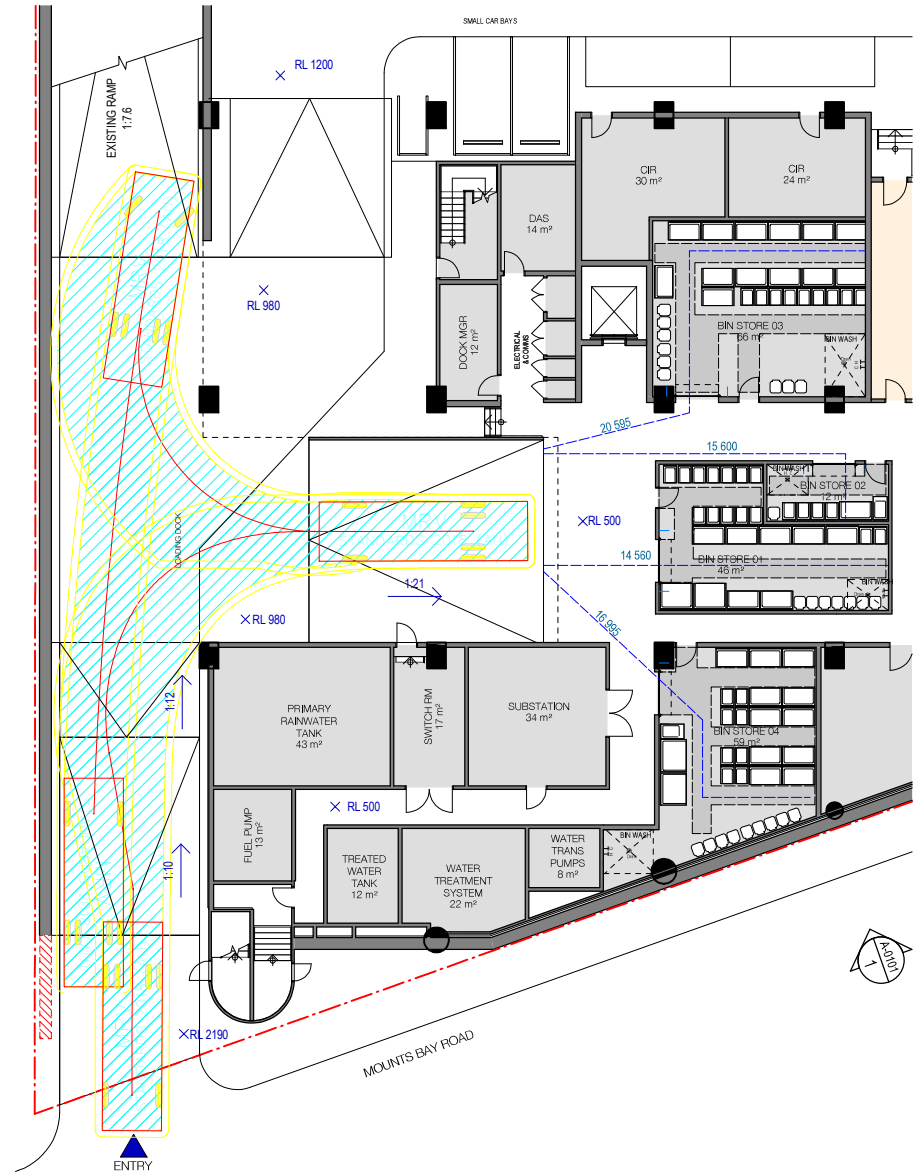 SMALL CAR BAYS
RL 1200
EXISTING RAMP
1:7.6
CIR
30 m²
CIR
24 m²
DAS
14 m²
RL 980
DOCK MGR
12 m²
ELECTRICAL
& COMMS
BIN STORE 03
66 m²
BIN WASH
20 595
15 600
BIN WASH
BIN STORE 02
12 m²
LOADING DOCK
RL 500
14 560
BIN STORE 01
46 m²
BIN WASH
1:21
RL 980
16 995
PRIMARY
RAINWATER
TANK
43 m²
SWITCH RM
17 m²
SUBSTATION
34 m²
1:12
BIN STORE 04
59 m²
RL 500
FUEL PUMP
13 m²
TREATED
WATER
TANK
12 m²
WATER
TREATMENT
SYSTEM
22 m²
WATER
TRANS
PUMPS
8 m²
BIN WASH
1:10
A-0101
1
RL 2190
MOUNTS BAY ROAD
ENTRY